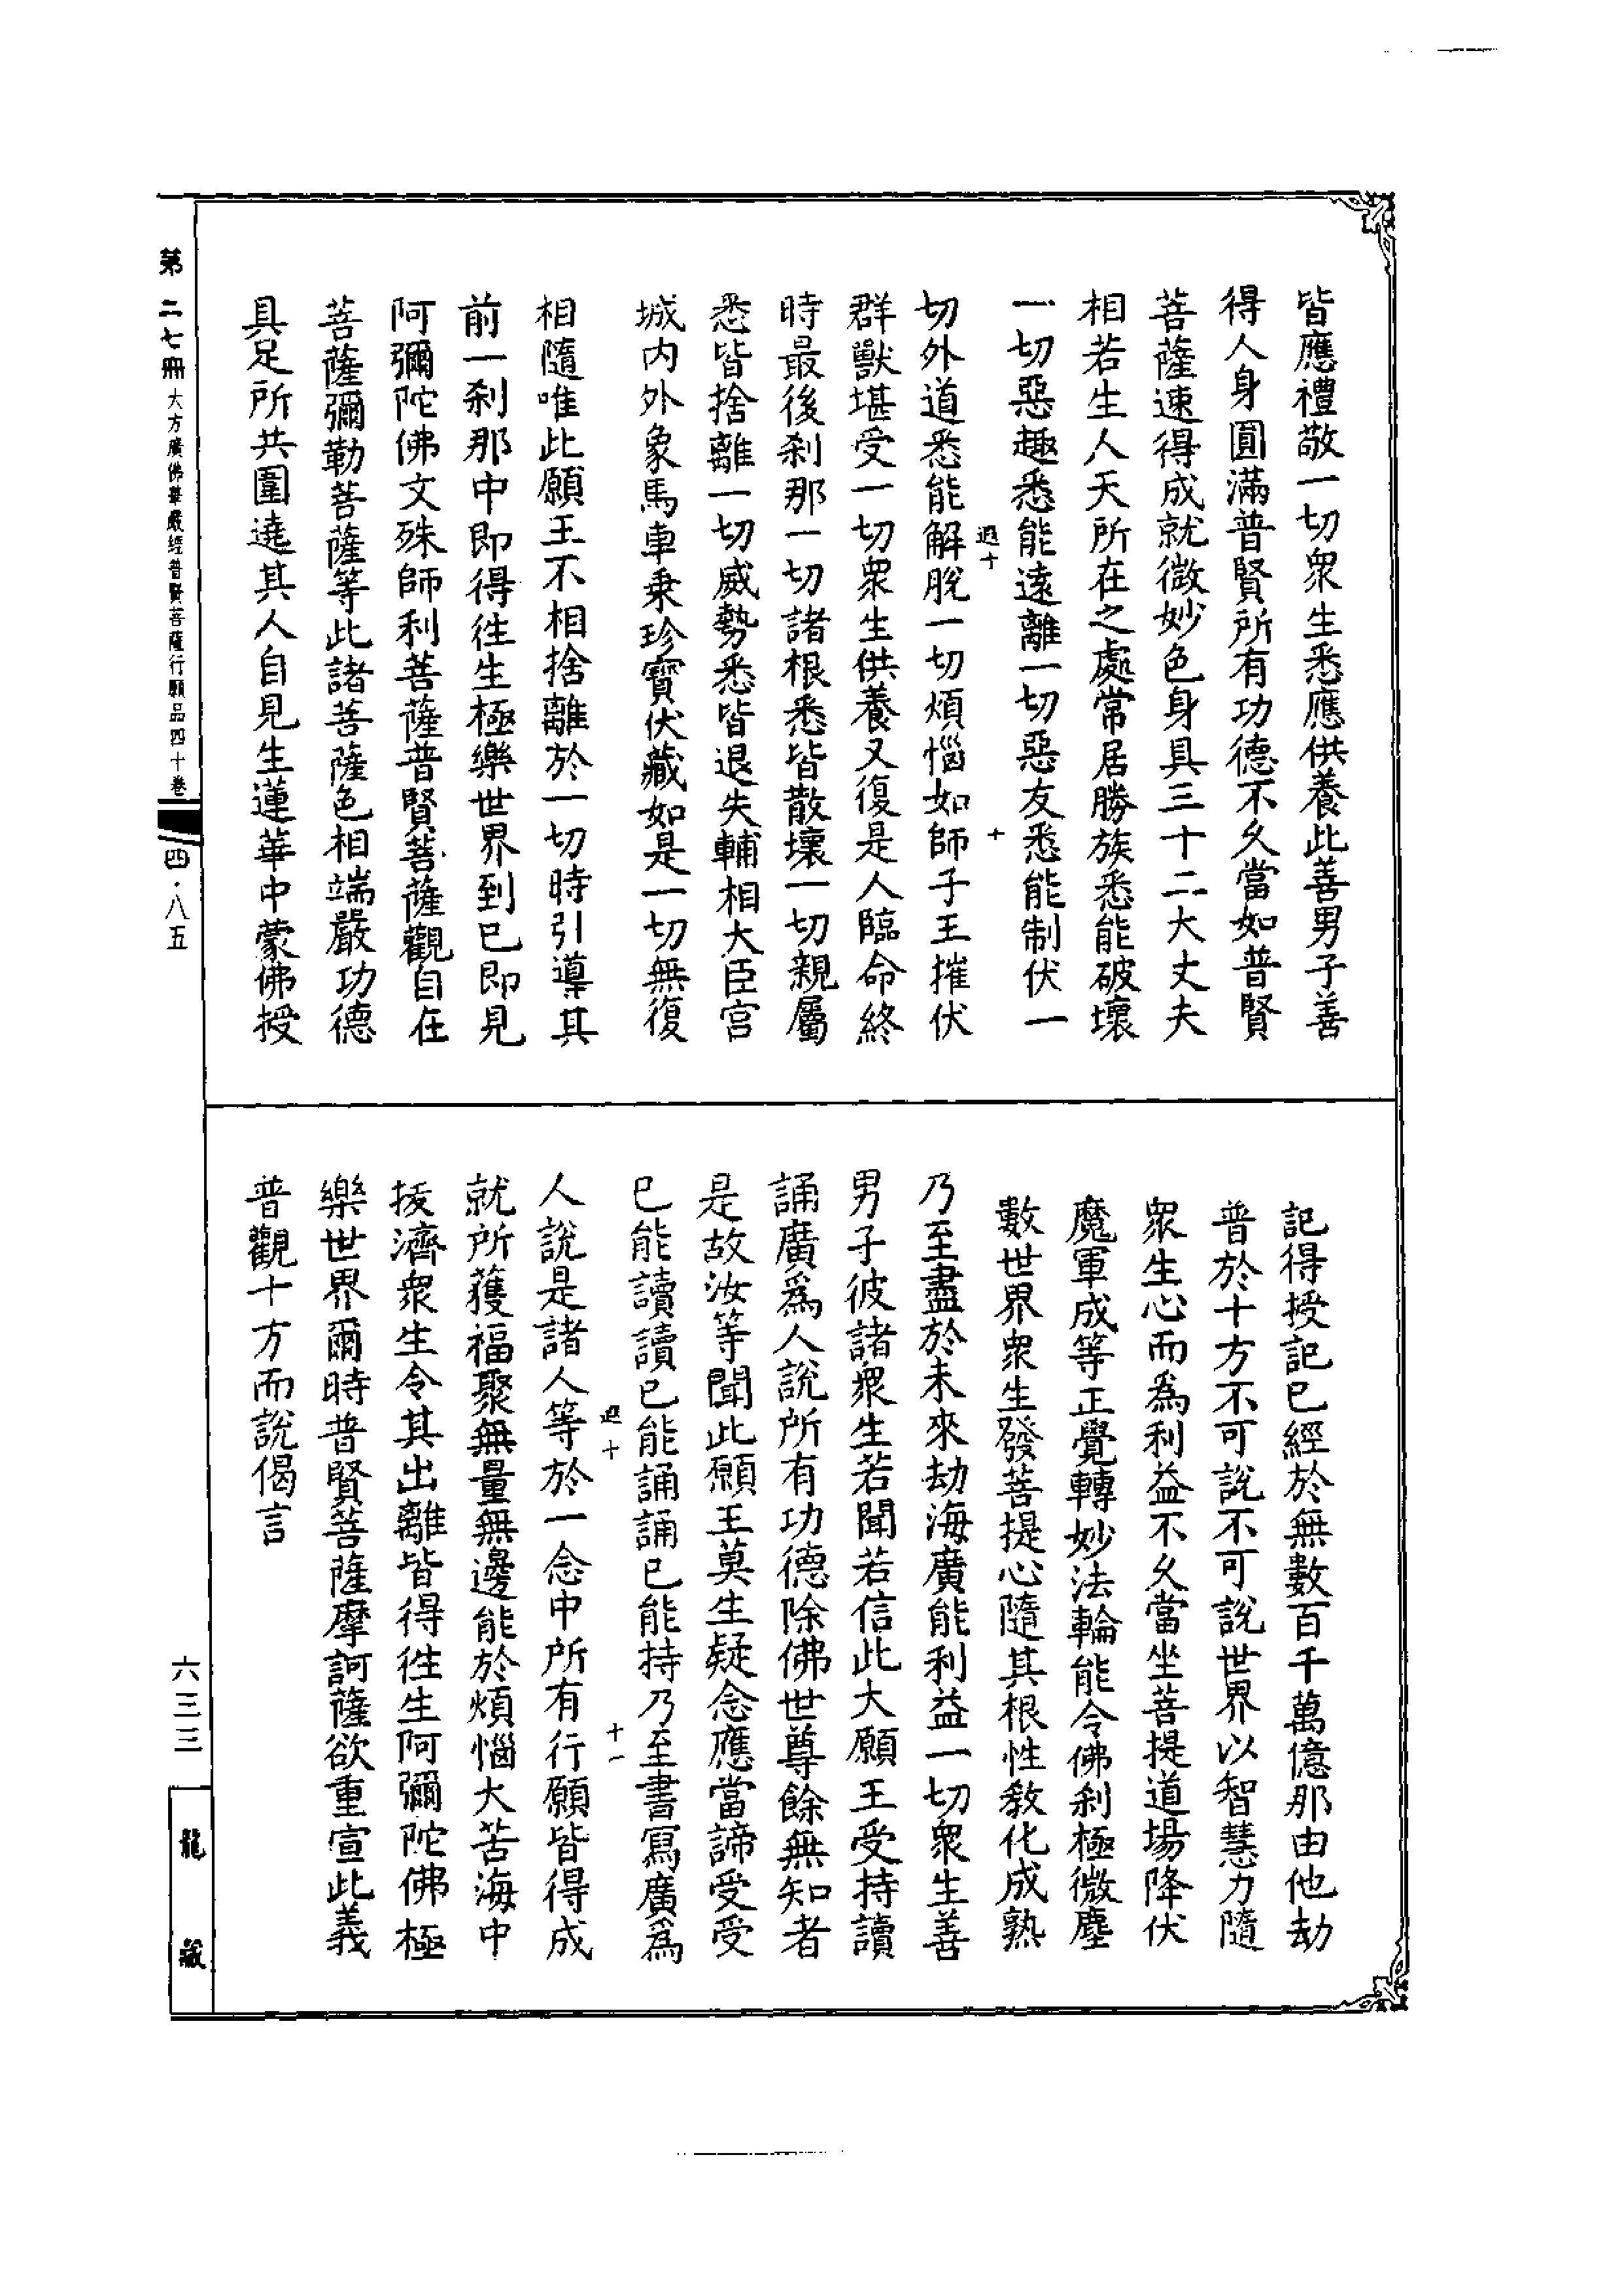 皆應禮敬一切衆生悉應供養此善男子善
得人身圓滿普賢所有功德不久當如普賢
菩薩速得成就微妙色身具三十二大丈夫
相若生人天所在之處常居勝族悉能破壞
一切惡趣悉能遠離一切惡友悉能制伏一
遐十
十
切外道悉能解脫一切煩惱如師子王摧伏
群獸堪受一切衆生供養又復是人臨命終
時最後刹那一切諸根悉皆散壞一切親屬
悉皆捨離一切威勢悉皆退失輔相大臣宮
城內外象馬車乗珍寶伏藏如是一切無復
相隨唯此願王不相捨離於一切時引導其
前一刹那中即得往生極樂世界到已即見
阿彌陀佛文殊師利菩薩普賢菩薩觀自在
菩薩彌勒菩薩等此諸菩薩色相端嚴功德
具足所共圍遶其人自見生蓮華中蒙佛授
記得授記已經於無數百千萬億那由他劫
普於十方不可說不可說世界以智慧力隨
衆生心而爲利益不久當坐菩提道場降伏
魔軍成等正覺轉妙法輪能令佛刹極微塵
數世界衆生發菩提心隨其根性教化成熟
乃至盡於未來劫海廣能利益一切衆生善
男子彼諸衆生若聞若信此大願王受持讀
誦廣爲人說所有功德除佛世尊餘無知者
是故汝等聞此願王莫生疑念應當諦受受
已能讀讀已能誦誦已能持乃至書寫廣爲
遐十
十一
人說是諸人等於一念中所有行願皆得成
就所獲福聚無量無邊能於煩惱大苦海中
拔濟衆生令其出離皆得往生阿彌陀佛極
樂世界爾時普賢菩薩摩訶薩欲重宣此義
普觀十方而說偈言
第二七冊 大方廣佛華嚴經普賢菩薩行願品四十卷 四·八五
六三三
龍藏